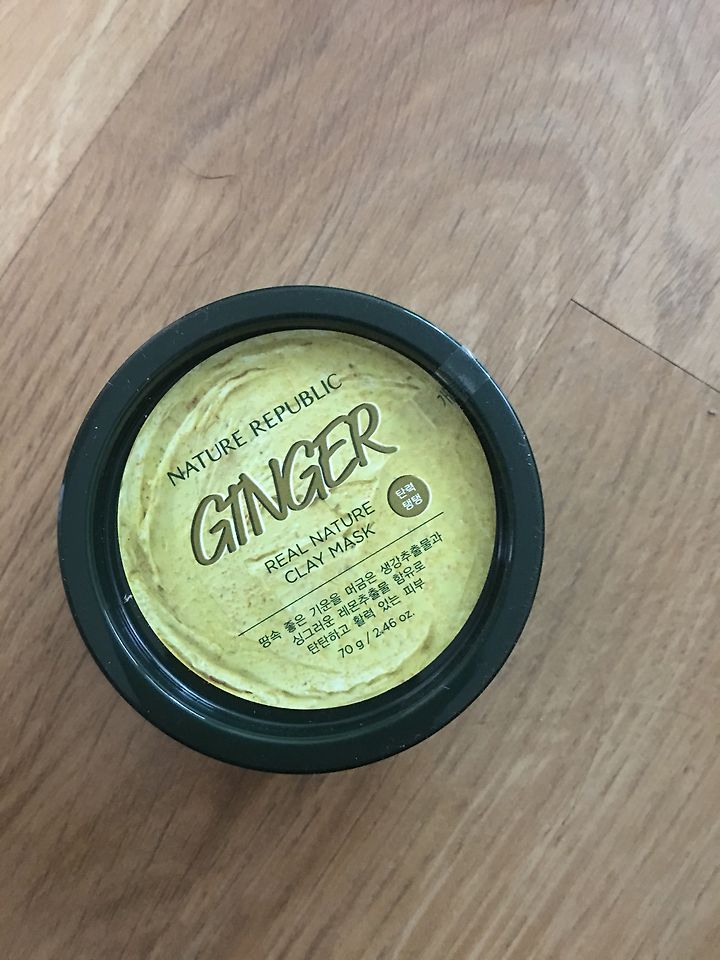 NATURE REPUBLIC
GINGER
REAL NATURE
CLAY MASK
탄력
탱탱
땅속 좋은 기운을 머금은 생강추출물과
싱그러운 레몬추출물 함유로
탄탄하고 활력 있는 피부
70 g / 2.46 oz.